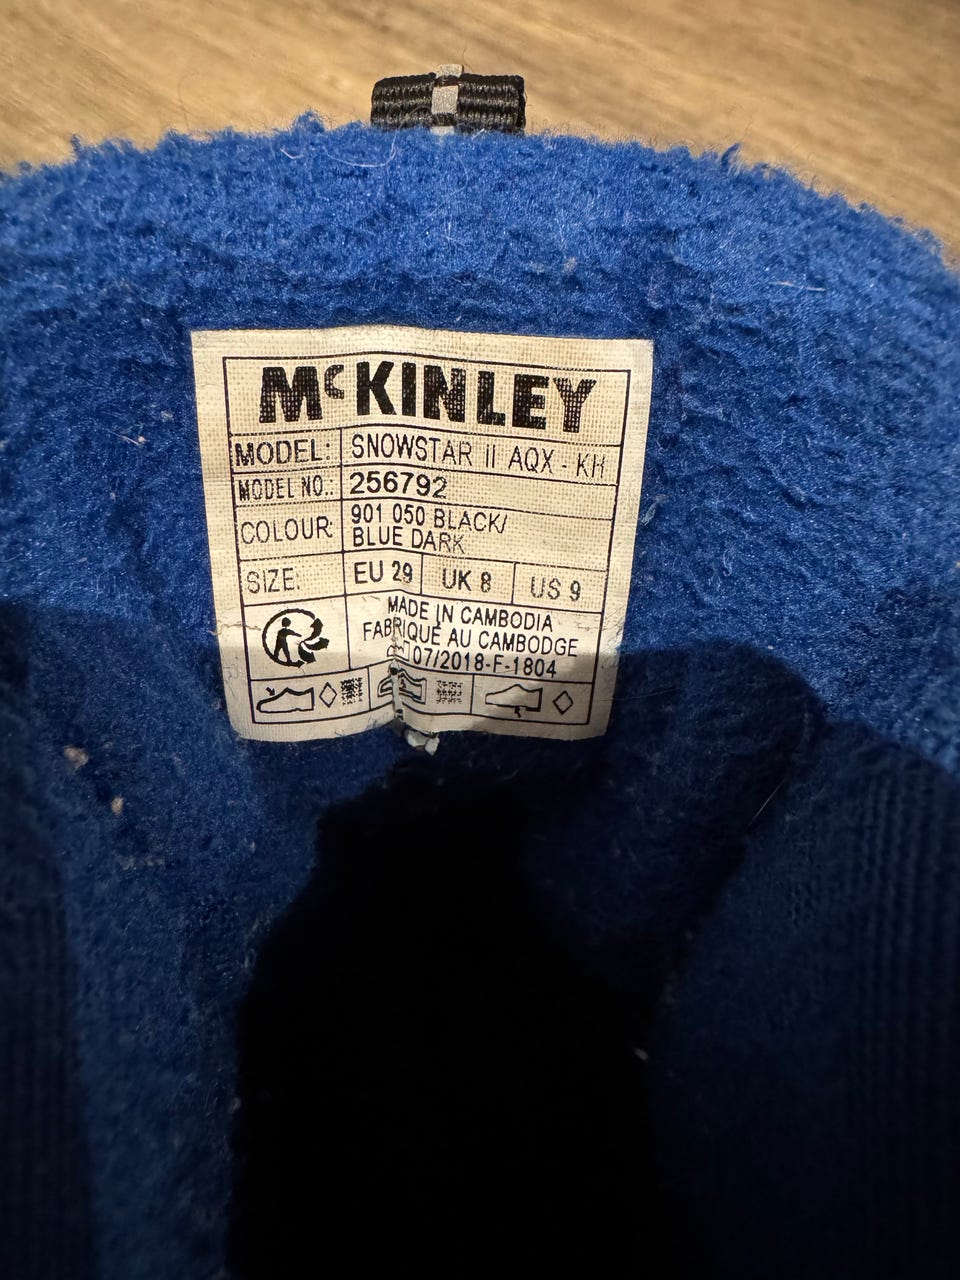 McKINLEY
MODEL: SNOWSTAR II AQX - KH
MODEL NO.: 256792
COLOUR: 901 050 BLACK/
BLUE DARK
SIZE: EU 29 UK 8 US 9
MADE IN CAMBODIA
FABRIQUÉ AU CAMBODGE
07/2018-F-1804